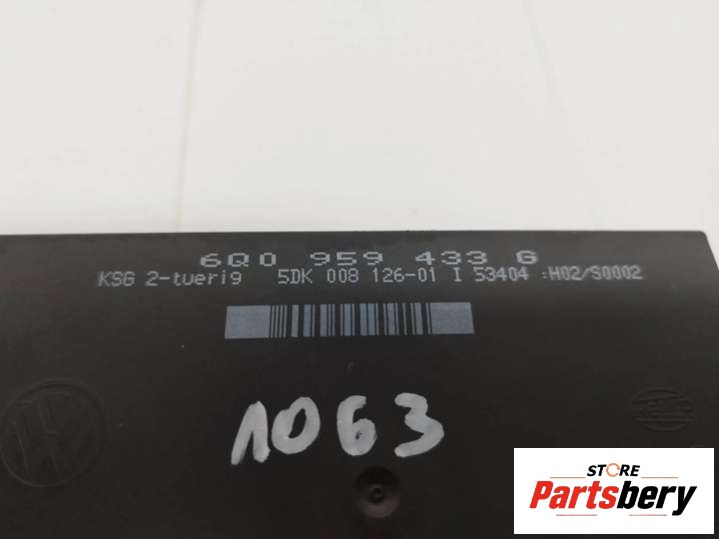 6Q0 959 433 G
KSG 2-tuerig 5DK 008 126-01 I 53404 :H02/S0002
1063
STORE
Partsbery